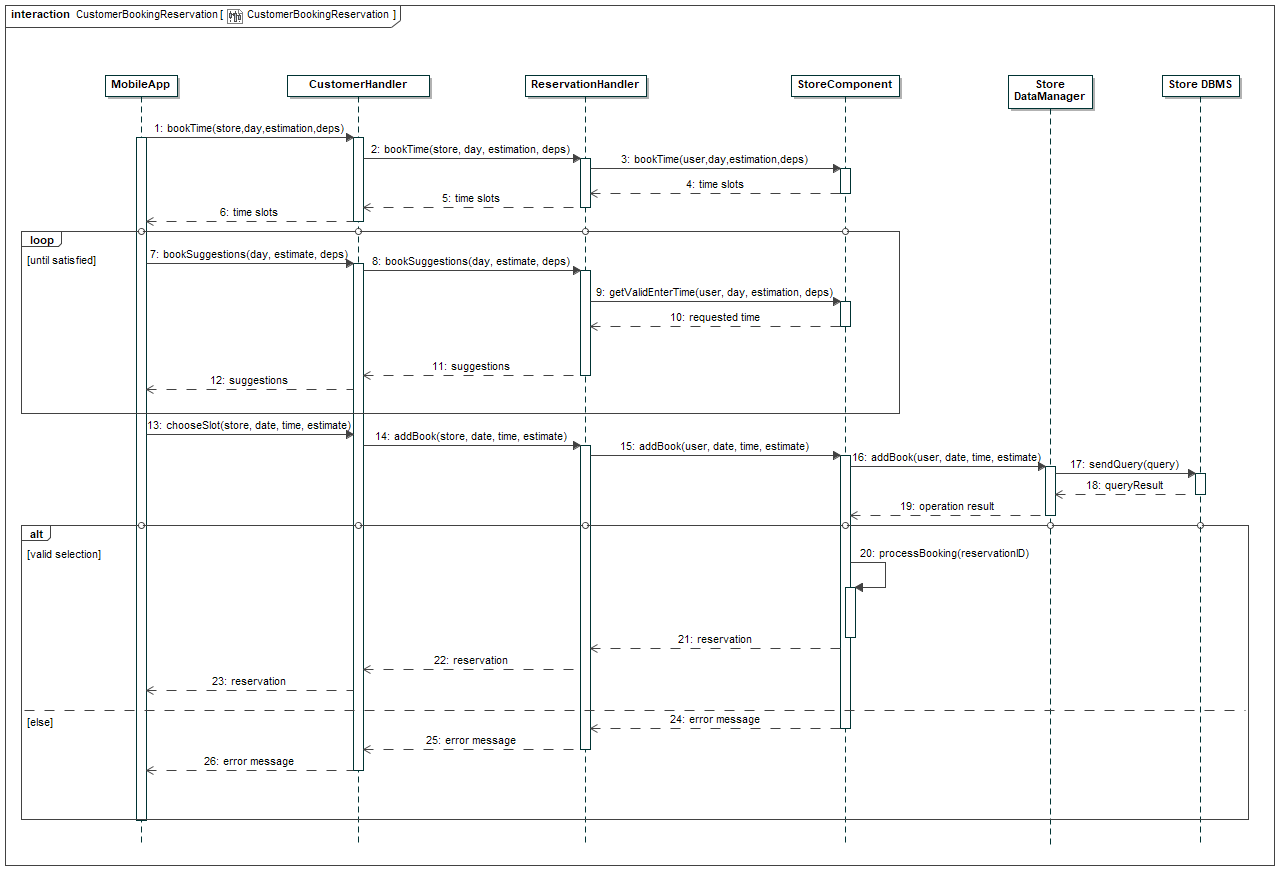 interaction CustomerBookingReservation [ CustomerBookingReservation ]
MobileApp
CustomerHandler
ReservationHandler
StoreComponent
Store
DataManager
Store DBMS
1: bookTime(store,day,estimation,deps)
2: bookTime(store, day, estimation, deps)
3: bookTime(user,day,estimation,deps)
4: time slots
5: time slots
6: time slots
loop
[until satisfied]
7: bookSuggestions(day, estimate, deps)
8: bookSuggestions(day, estimate, deps)
9: getValidEnterTime(user, day, estimation, deps)
10: requested time
11: suggestions
12: suggestions
13: chooseSlot(store, date, time, estimate)
14: addBook(store, date, time, estimate)
15: addBook(user, date, time, estimate)
16: addBook(user, date, time, estimate)
17: sendQuery(query)
18: queryResult
19: operation result
alt
[valid selection]
20: processBooking(reservationID)
21: reservation
22: reservation
23: reservation
[else]
24: error message
25: error message
26: error message